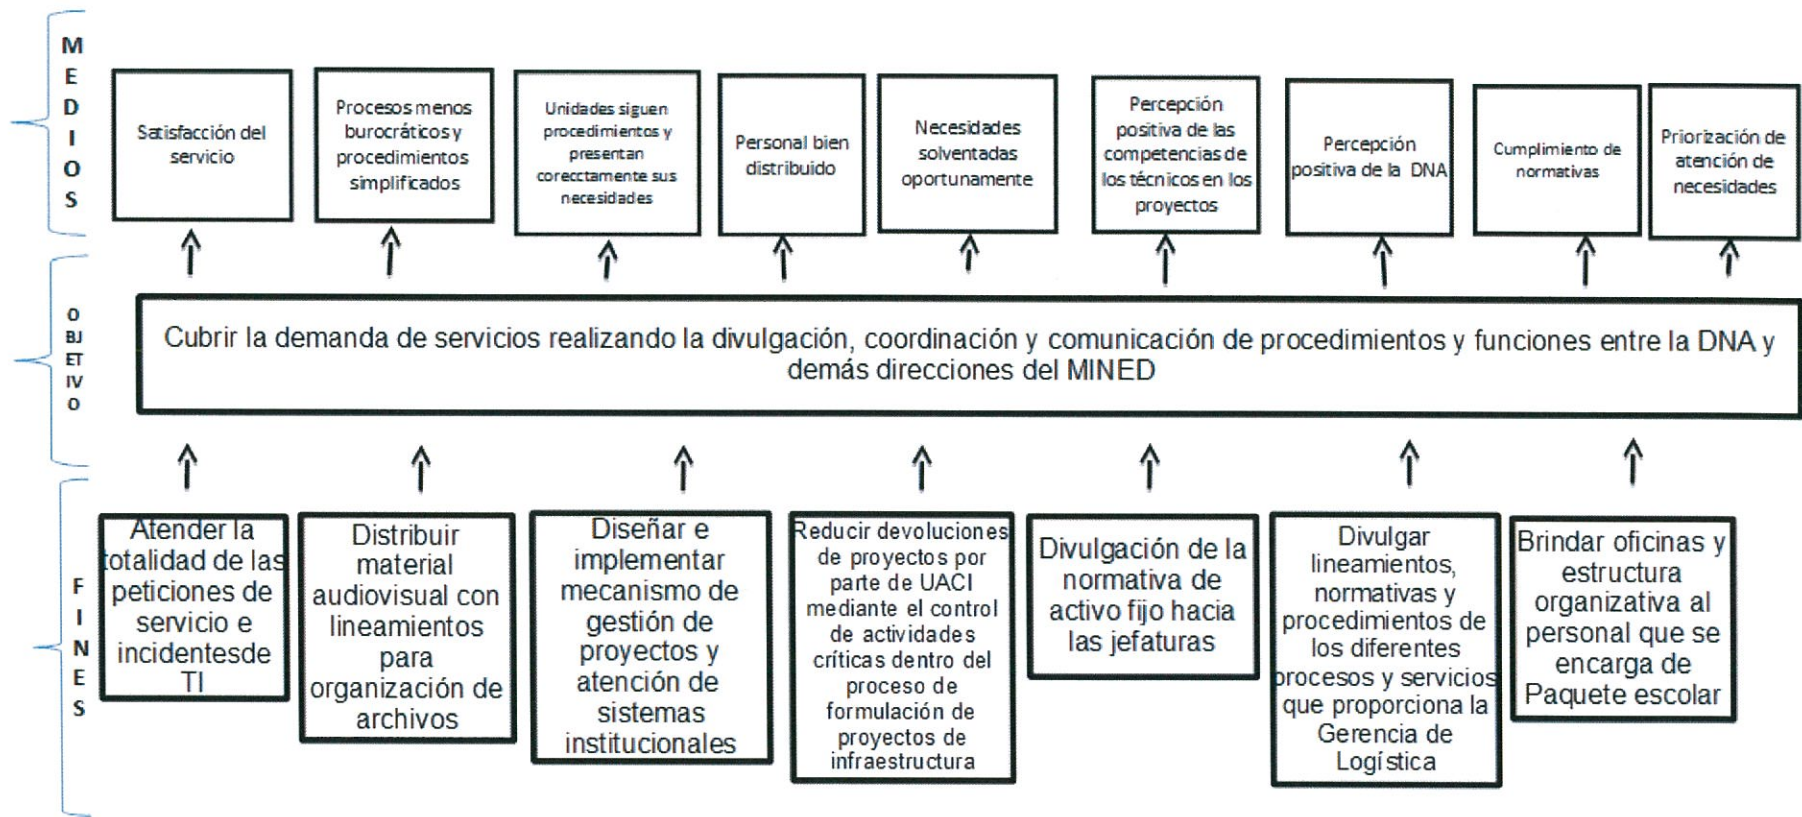 MEDIOS
Satisfacción del
servicio
Procesos menos
burocráticos y
procedimientos
simplificados
Unidades siguen
procedimientos y
presentan
corecctamente sus
necesidades
Personal bien
distribuido
Necesidades
solventadas
oportunamente
Percepción
positiva de las
competencias de
los técnicos en los
proyectos
Percepción
positiva de la DNA
Cumplimiento de
normativas
Priorización de
atención de
necesidades
O
BJ
ET
IV
O
Cubrir la demanda de servicios realizando la divulgación, coordinación y comunicación de procedimientos y funciones entre la DNA y
demás direcciones del MINED
FINES
Atender la
totalidad de las
peticiones de
servicio e
incidentesde
TI
Distribuir
material
audiovisual con
lineamientos
para
organización de
archivos
Diseñar e
implementar
mecanismo de
gestión de
proyectos y
atención de
sistemas
institucionales
Reducir devoluciones
de proyectos por
parte de UACI
mediante el control
de actividades
críticas dentro del
proceso de
formulación de
proyectos de
infraestructura
Divulgación de la
normativa de
activo fijo hacia
las jefaturas
Divulgar
lineamientos,
normativas y
procedimientos de
los diferentes
procesos y servicios
que proporciona la
Gerencia de
Logística
Brindar oficinas y
estructura
organizativa al
personal que se
encarga de
Paquete escolar